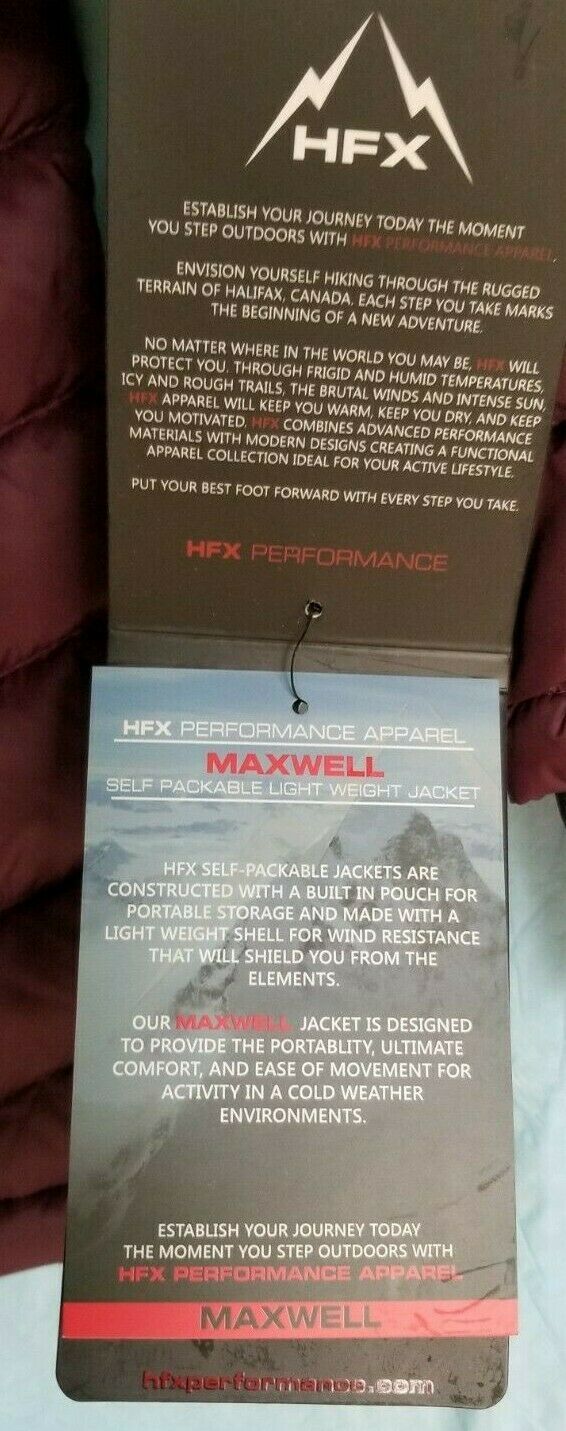 HFX
ESTABLISH YOUR JOURNEY TODAY THE MOMENT
YOU STEP OUTDOORS WITH HFX PERFORMANCE APPAREL.
ENVISION YOURSELF HIKING THROUGH THE RUGGED
TERRAIN OF HALIFAX, CANADA. EACH STEP YOU TAKE MARKS
THE BEGINNING OF A NEW ADVENTURE.
NO MATTER WHERE IN THE WORLD YOU MAY BE, HFX WILL
PROTECT YOU. THROUGH FRIGID AND HUMID TEMPERATURES,
ICY AND ROUGH TRAILS, THE BRUTAL WINDS AND INTENSE SUN,
HFX APPAREL WILL KEEP YOU WARM, KEEP YOU DRY, AND KEEP
YOU MOTIVATED. HFX COMBINES ADVANCED PERFORMANCE
MATERIALS WITH MODERN DESIGNS CREATING A FUNCTIONAL
APPAREL COLLECTION IDEAL FOR YOUR ACTIVE LIFESTYLE.
PUT YOUR BEST FOOT FORWARD WITH EVERY STEP YOU TAKE.
HFX PERFORMANCE
HFX PERFORMANCE APPAREL
MAXWELL
SELF PACKABLE LIGHT WEIGHT JACKET
HFX SELF-PACKABLE JACKETS ARE
CONSTRUCTED WITH A BUILT IN POUCH FOR
PORTABLE STORAGE AND MADE WITH A
LIGHT WEIGHT SHELL FOR WIND RESISTANCE
THAT WILL SHIELD YOU FROM THE
ELEMENTS.
OUR MAXWELL JACKET IS DESIGNED
TO PROVIDE THE PORTABLITY, ULTIMATE
COMFORT, AND EASE OF MOVEMENT FOR
ACTIVITY IN A COLD WEATHER
ENVIRONMENTS.
ESTABLISH YOUR JOURNEY TODAY
THE MOMENT YOU STEP OUTDOORS WITH
HFX PERFORMANCE APPAREL
MAXWELL
hfxperformance.com